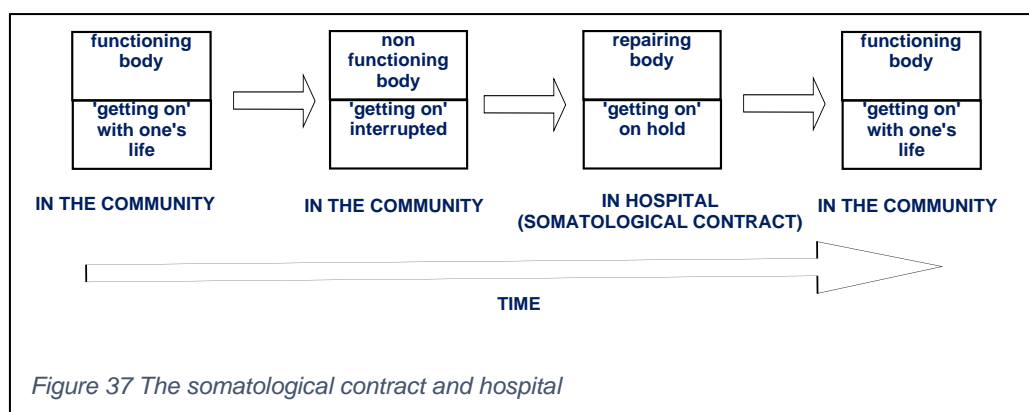 functioning
body
'getting on'
with one's
life
IN THE COMMUNITY
non
functioning
body
'getting on'
interrupted
IN THE COMMUNITY
repairing
body
'getting on'
on hold
IN HOSPITAL
(SOMATOLOGICAL CONTRACT)
functioning
body
'getting on'
with one's
life
IN THE COMMUNITY
TIME
Figure 37 The somatological contract and hospital